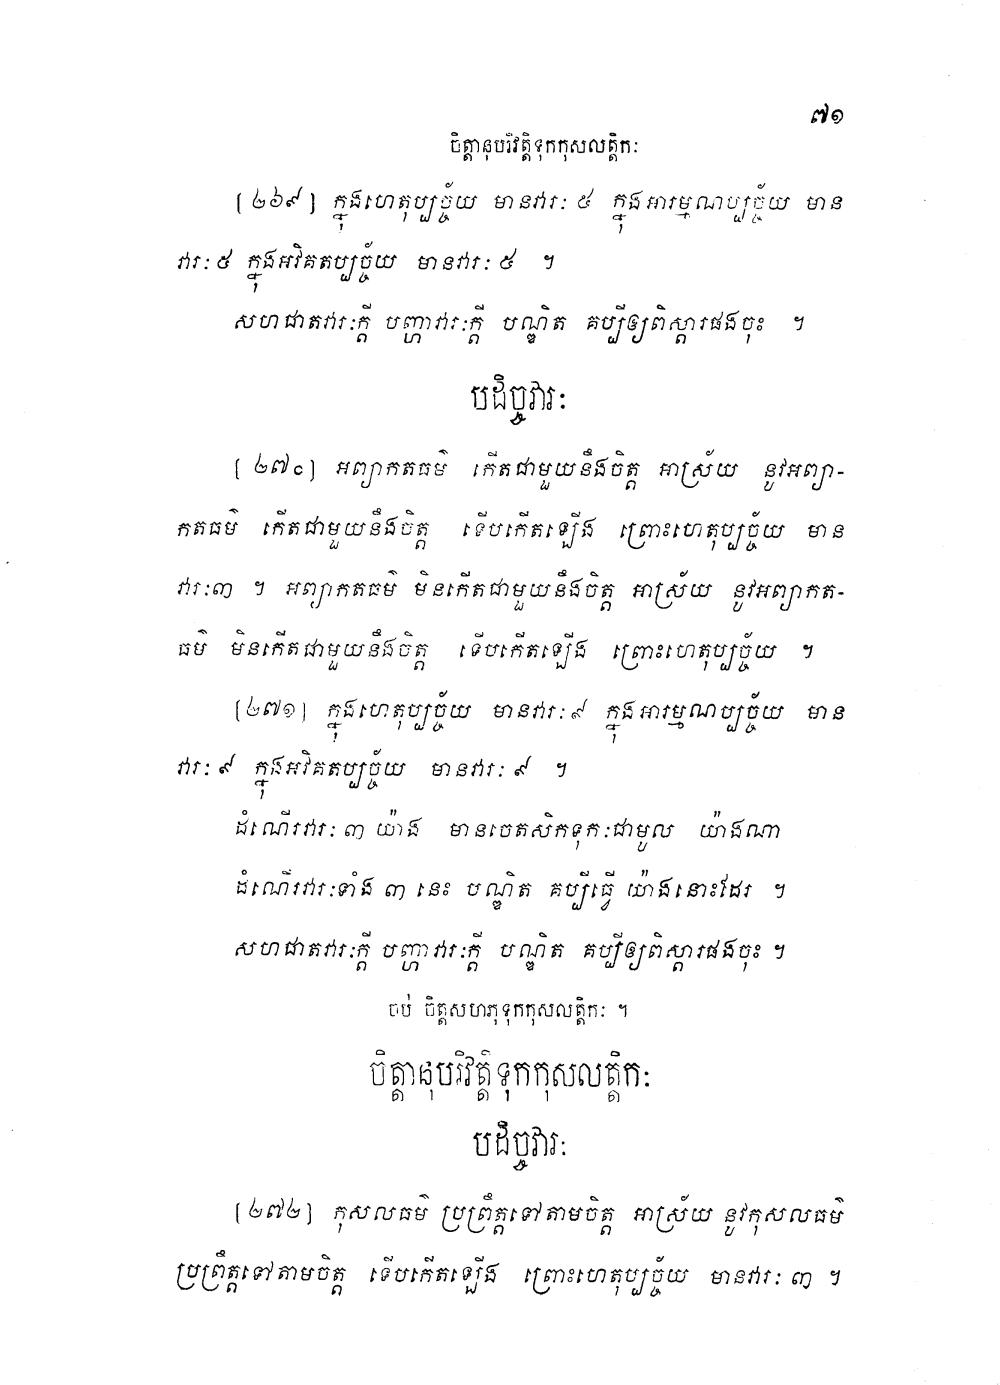 ៧១
ចិត្តានុបរិវត្តិទុកកុសលត្តិកៈ
[២៦៩] ក្នុងហេតុប្បច្ច័យ មានវារៈ ៥ ក្នុងអារម្មណប្បច្ច័យ មាន
វារៈ ៥ ក្នុងអវិគតប្បច្ច័យ មានវារៈ ៥ ។
សហជាតវារៈក្តី បញ្ហាវារៈក្តី បណ្ឌិត គប្បីឲ្យពិស្តារផងចុះ ។
បដិច្ចវារៈ
[២៧០] អព្យាកតធម៌ កើតជាមួយនឹងចិត្ត អាស្រ័យ នូវអព្យា-
កតធម៌ កើតជាមួយនឹងចិត្ត ទើបកើតឡើង ព្រោះហេតុប្បច្ច័យ មាន
វារៈ៣ ។ អព្យាកតធម៌ មិនកើតជាមួយនឹងចិត្ត អាស្រ័យ នូវអព្យាកត-
ធម៌ មិនកើតជាមួយនឹងចិត្ត ទើបកើតឡើង ព្រោះហេតុប្បច្ច័យ ។
[២៧១] ក្នុងហេតុប្បច្ច័យ មានវារៈ ៩ ក្នុងអារម្មណប្បច្ច័យ មាន
វារៈ ៩ ក្នុងអវិគតប្បច្ច័យ មានវារៈ ៩ ។
ដំណើរវារៈ ៣ យ៉ាង មានចេតសិកទុកៈជាមូល យ៉ាងណា
ដំណើរវារៈទាំង ៣ នេះ បណ្ឌិត គប្បីធ្វើ យ៉ាងនោះដែរ ។
សហជាតវារៈក្តី បញ្ហាវារៈក្តី បណ្ឌិត គប្បីឲ្យពិស្តារផងចុះ ។
ចប់ ចិត្តសហភុទុកកុសលត្តិកៈ ។
ចិត្តានុបរិវត្តិទុកកុសលត្តិកៈ
បដិច្ចវារៈ
[២៧២] កុសលធម៌ ប្រព្រឹត្តទៅតាមចិត្ត អាស្រ័យ នូវកុសលធម៌
ប្រព្រឹត្តទៅតាមចិត្ត ទើបកើតឡើង ព្រោះហេតុប្បច្ច័យ មានវារៈ ៣ ។